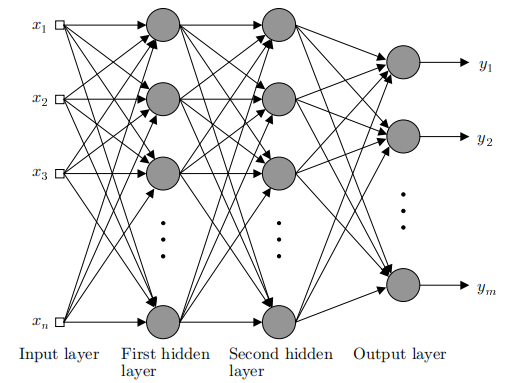 x₁
x₂
x₃
xₙ
y₁
y₂
yₘ
Input layer
First hidden
layer
Second hidden
layer
Output layer